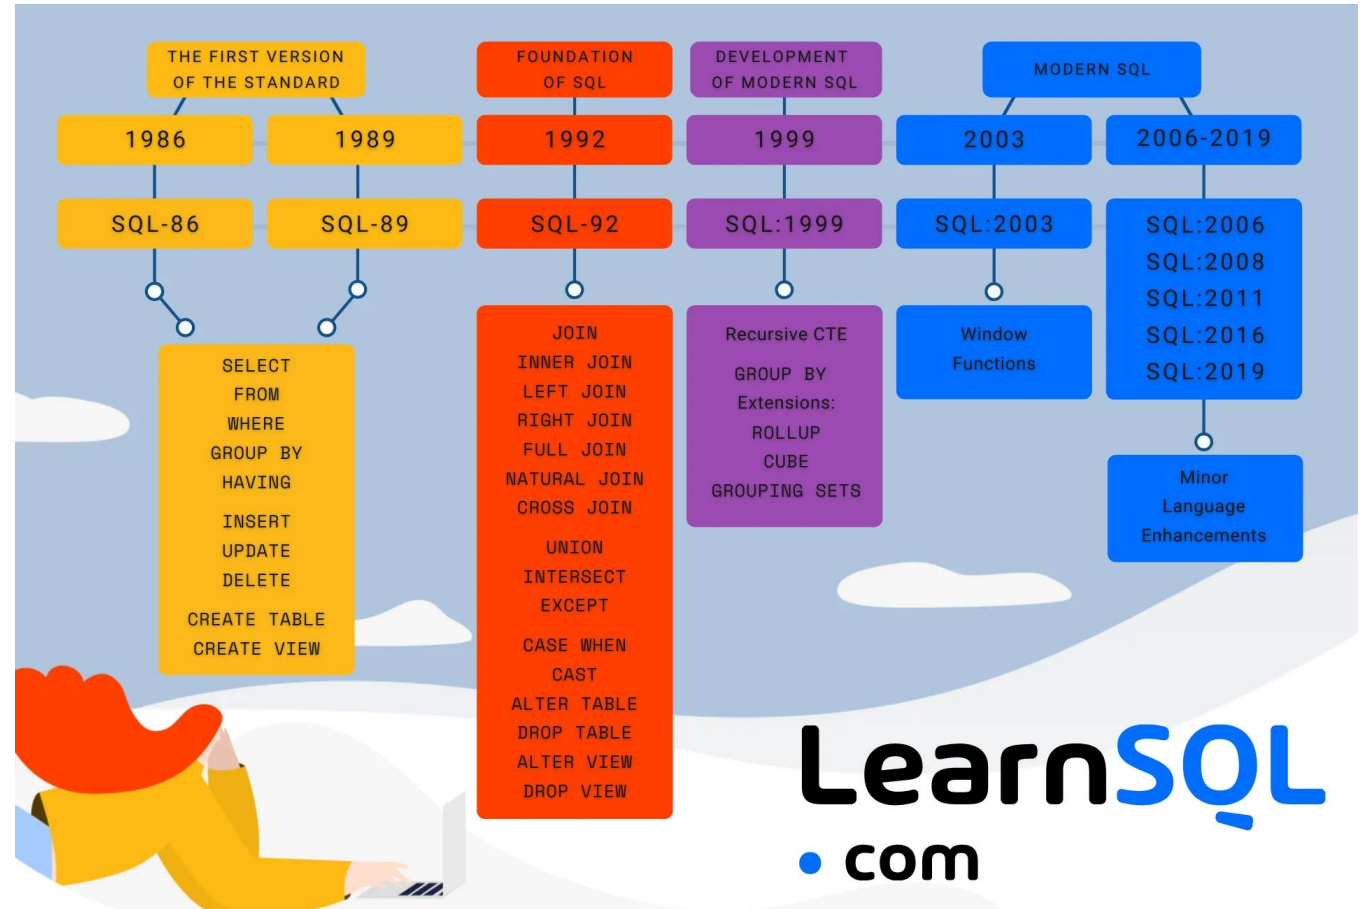 THE FIRST VERSION
OF THE STANDARD
1986
1989
SQL-86
SQL-89
SELECT
FROM
WHERE
GROUP BY
HAVING
INSERT
UPDATE
DELETE
CREATE TABLE
CREATE VIEW
FOUNDATION
OF SQL
1992
SQL-92
JOIN
INNER JOIN
LEFT JOIN
RIGHT JOIN
FULL JOIN
NATURAL JOIN
CROSS JOIN
UNION
INTERSECT
EXCEPT
CASE WHEN
CAST
ALTER TABLE
DROP TABLE
ALTER VIEW
DROP VIEW
DEVELOPMENT
OF MODERN SQL
1999
SQL:1999
Recursive CTE
GROUP BY
Extensions:
ROLLUP
CUBE
GROUPING SETS
MODERN SQL
2003
SQL:2003
Window
Functions
2006-2019
SQL:2006
SQL:2008
SQL:2011
SQL:2016
SQL:2019
Minor
Language
Enhancements
LearnSQL
• com